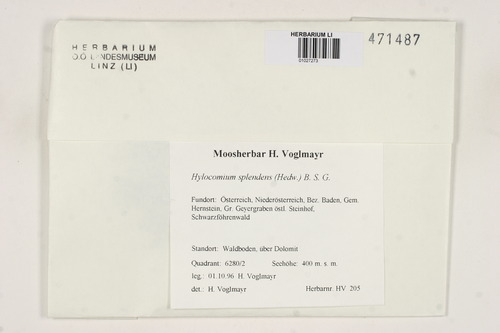 HERBARIUM
O.Ö LANDESMUSEUM
LINZ (LI)
HERBARIUM LI
01027273
471487
Moosherbar H. Voglmayr
Hylocomium splendens (Hedw.) B. S. G.
Fundort: Österreich, Niederösterreich, Bez. Baden, Gem.
Hernstein, Gr. Geyergraben östl. Steinhof,
Schwarzföhrenwald
Standort: Waldboden, über Dolomit
Quadrant: 6280/2 Seehöhe: 400 m. s. m.
leg.: 01.10.96 H. Voglmayr
det.: H. Voglmayr Herbarnr. HV 205